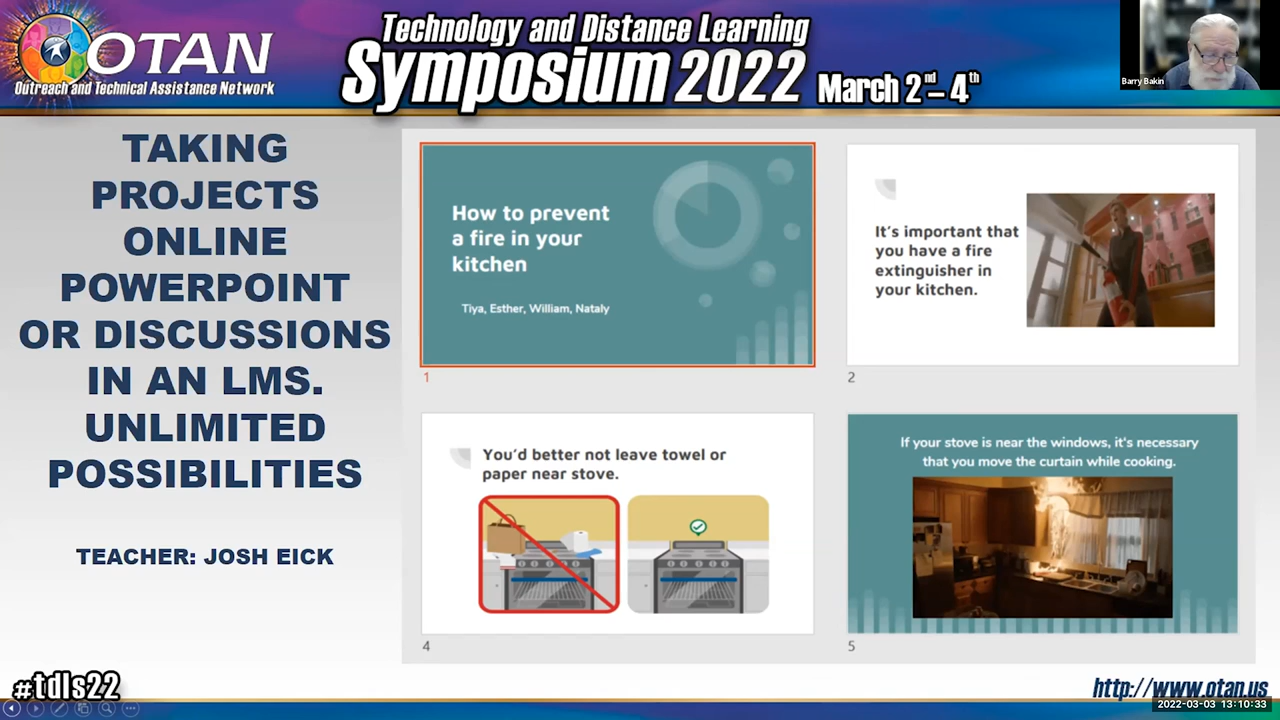 OTAN
Outreach and Technical Assistance Network
Technology and Distance Learning
Symposium 2022 March 2nd – 4th
Barry Bakin
TAKING
PROJECTS
ONLINE
POWERPOINT
OR DISCUSSIONS
IN AN LMS.
UNLIMITED
POSSIBILITIES
TEACHER: JOSH EICK
How to prevent
a fire in your
kitchen
Tiya, Esther, William, Nataly
1
It's important that
you have a fire
extinguisher in
your kitchen.
2
You'd better not leave towel or
paper near stove.
4
If your stove is near the windows, it's necessary
that you move the curtain while cooking.
5
#tdls22
http://www.otan.us
2022-03-03 13:10:33